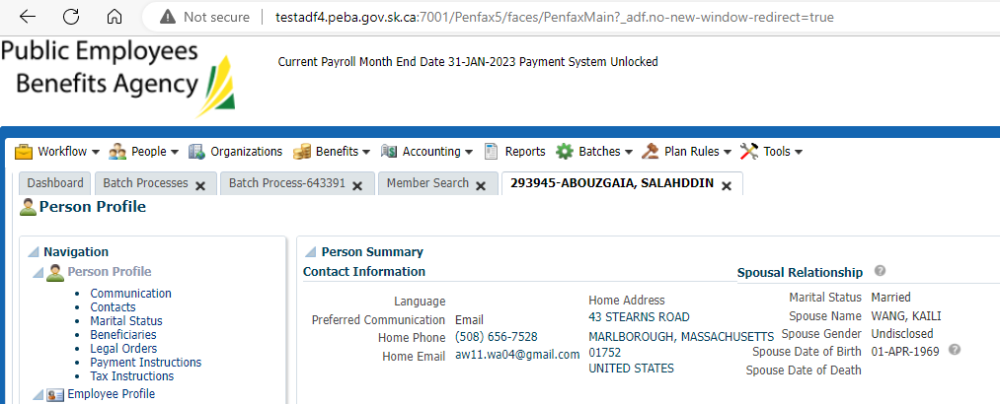 Not secure | testadf4.peba.gov.sk.ca:7001/Penfax5/faces/PenfaxMain?_adf.no-new-window-redirect=true
Public Employees
Benefits Agency
Current Payroll Month End Date 31-JAN-2023 Payment System Unlocked
Workflow People Organizations Benefits Accounting Reports Batches Plan Rules Tools
Dashboard Batch Processes Batch Process-643391 Member Search 293945-ABOUZGAIA, SALAHDDIN
Person Profile
Navigation
Person Profile
Communication
Contacts
Marital Status
Beneficiaries
Legal Orders
Payment Instructions
Tax Instructions
Employee Profile
Person Summary
Contact Information
Language
Preferred Communication Email
Home Phone (508) 656-7528
Home Email aw11.wa04@gmail.com
Home Address
43 STEARNS ROAD
MARLBOROUGH, MASSACHUSETTS
01752
UNITED STATES
Spousal Relationship
Marital Status Married
Spouse Name WANG, KAILI
Spouse Gender Undisclosed
Spouse Date of Birth 01-APR-1969
Spouse Date of Death